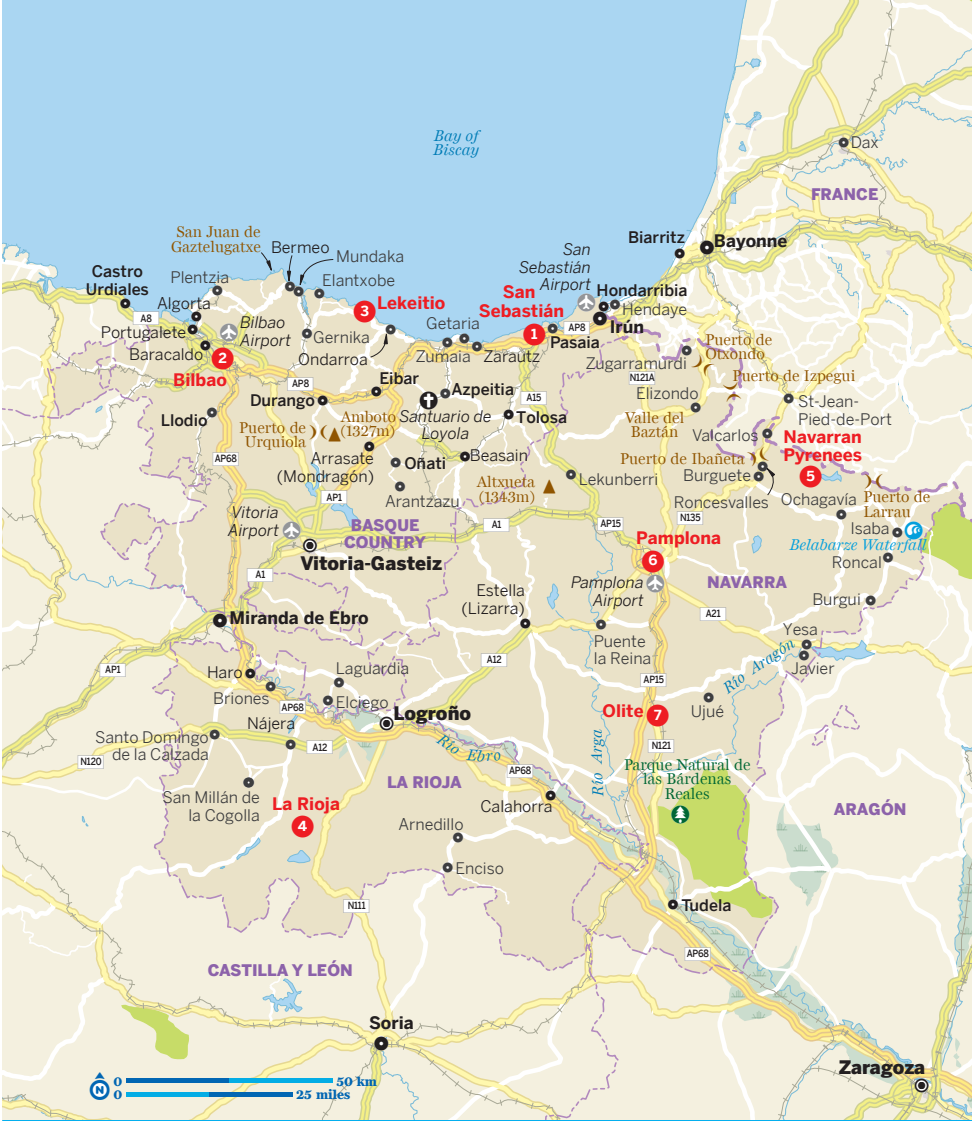 Bay of
Biscay
Dax
FRANCE
San Juan de
Gaztelugatxe
Bermeo
Mundaka
Elantxobe
Biarritz
Bayonne
San
Sebastián
Airport
Castro
Urdiales
Plentzia
Algorta
Portugalete
Baracaldo
A8
Bilbao
Airport
2
Bilbao
3
Lekeitio
Gernika
Ondarroa
Getaria
Zumaia
Zarautz
San
Sebastián
1
Pasaia
AP8
Hondarribia
Hendaye
Irún
Zugarramurdi
Puerto de
Otxondo
N121A
Puerto de Izpegui
Elizondo
St-Jean-
Pied-de-Port
Valle del
Baztán
Valcarlos
Navarran
Pyrenees
5
Puerto de Ibañeta
Burguete
Roncesvalles
Ochagavía
Puerto de
Larrau
Isaba
Belabarze Waterfall
Roncal
AP8
Eibar
Durango
Azpeitia
A15
Llodio
Puerto de
Urquiola
Amboto
(1327m)
Santuario de
Loyola
Tolosa
Arrasate
(Mondragón)
Oñati
Beasain
AP68
Arantzazu
Altxueta
(1343m)
Lekunberri
AP1
Vitoria
Airport
BASQUE
COUNTRY
A1
AP15
N135
Vitoria-Gasteiz
Pamplona
6
Pamplona
Airport
NAVARRA
A1
Estella
(Lizarra)
Burgui
A21
Miranda de Ebro
Puente
la Reina
Yesa
Javier
Río Aragón
AP1
A12
Haro
Laguardia
Briones
Elciego
AP68
AP15
Ujué
Logroño
Olite
7
Nájera
Santo Domingo
de la Calzada
A12
N120
Río Ebro
Río Arga
N121
AP68
Parque Natural de
las Bárdenas
Reales
San Millán de
la Cogolla
LA RIOJA
La Rioja
4
Calahorra
ARAGÓN
Arnedillo
Enciso
N111
Tudela
AP68
CASTILLA Y LEÓN
Soria
Zaragoza
N
0
50 km
0
25 miles